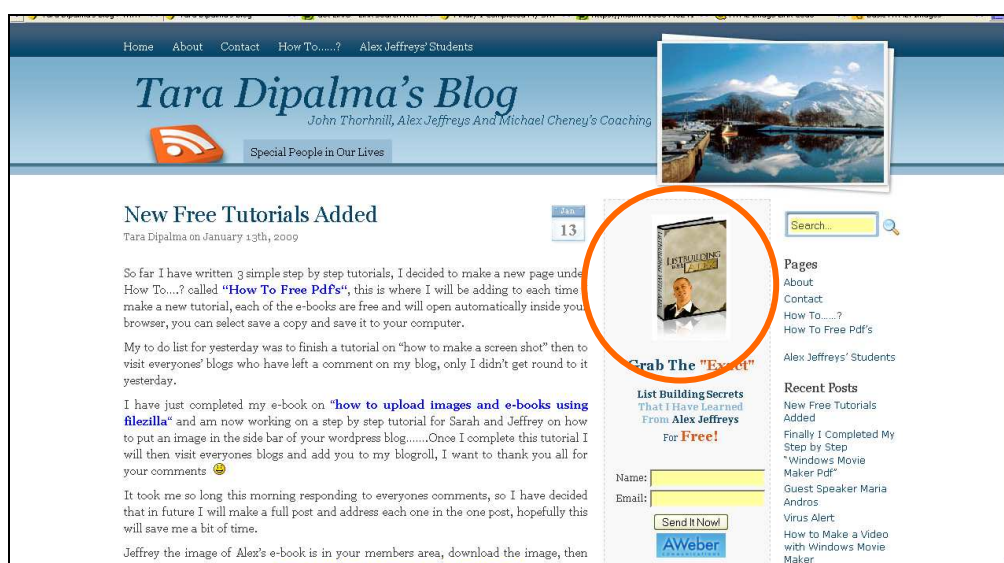 Home About Contact How To......? Alex Jeffreys' Students
Tara Dipalma's Blog
John Thorhnill, Alex Jeffreys And Michael Cheney's Coaching
Special People in Our Lives
New Free Tutorials Added
Tara Dipalma on January 13th, 2009
Jan
13
So far I have written 3 simple step by step tutorials, I decided to make a new page under
How To....? called "How To Free Pdf's", this is where I will be adding to each time
make a new tutorial, each of the e-books are free and will open automatically inside your
browser, you can select save a copy and save it to your computer.
My to do list for yesterday was to finish a tutorial on "how to make a screen shot" then to
visit everyones' blogs who have left a comment on my blog, only I didn't get round to it
yesterday.
I have just completed my e-book on "how to upload images and e-books using
filezilla" and am now working on a step by step tutorial for Sarah and Jeffrey on how
to put an image in the side bar of your wordpress blog.......Once I complete this tutorial I
will then visit everyones blogs and add you to my blogroll, I want to thank you all for
your comments
It took me so long this morning responding to everyones comments, so I have decided
that in future I will make a full post and address each one in the one post, hopefully this
will save me a bit of time.
Jeffrey the image of Alex's e-book is in your members area, download the image, then
LISTBUILDING
WITH ALEX
Grab The "Exact"
List Building Secrets
That I Have Learned
From Alex Jeffreys
For Free!
Name:
Email:
Send It Now!
AWeber
Search...
Pages
About
Contact
How To......?
How To Free Pdf's
Alex Jeffreys' Students
Recent Posts
New Free Tutorials
Added
Finally I Completed My
Step by Step
"Windows Movie
Maker Pdf"
Guest Speaker Maria
Andros
Virus Alert
How to Make a Video
with Windows Movie
Maker